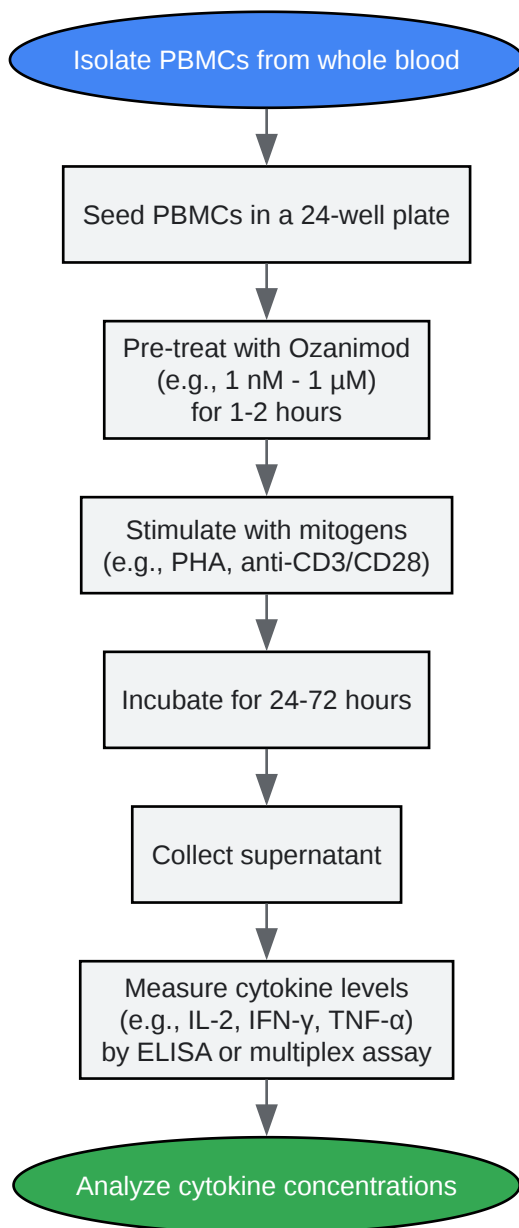 Isolate PBMCs from whole blood
Seed PBMCs in a 24-well plate
Pre-treat with Ozanimod
(e.g., 1 nM - 1 µM)
for 1-2 hours
Stimulate with mitogens
(e.g., PHA, anti-CD3/CD28)
Incubate for 24-72 hours
Collect supernatant
Measure cytokine levels
(e.g., IL-2, IFN-γ, TNF-α)
by ELISA or multiplex assay
Analyze cytokine concentrations